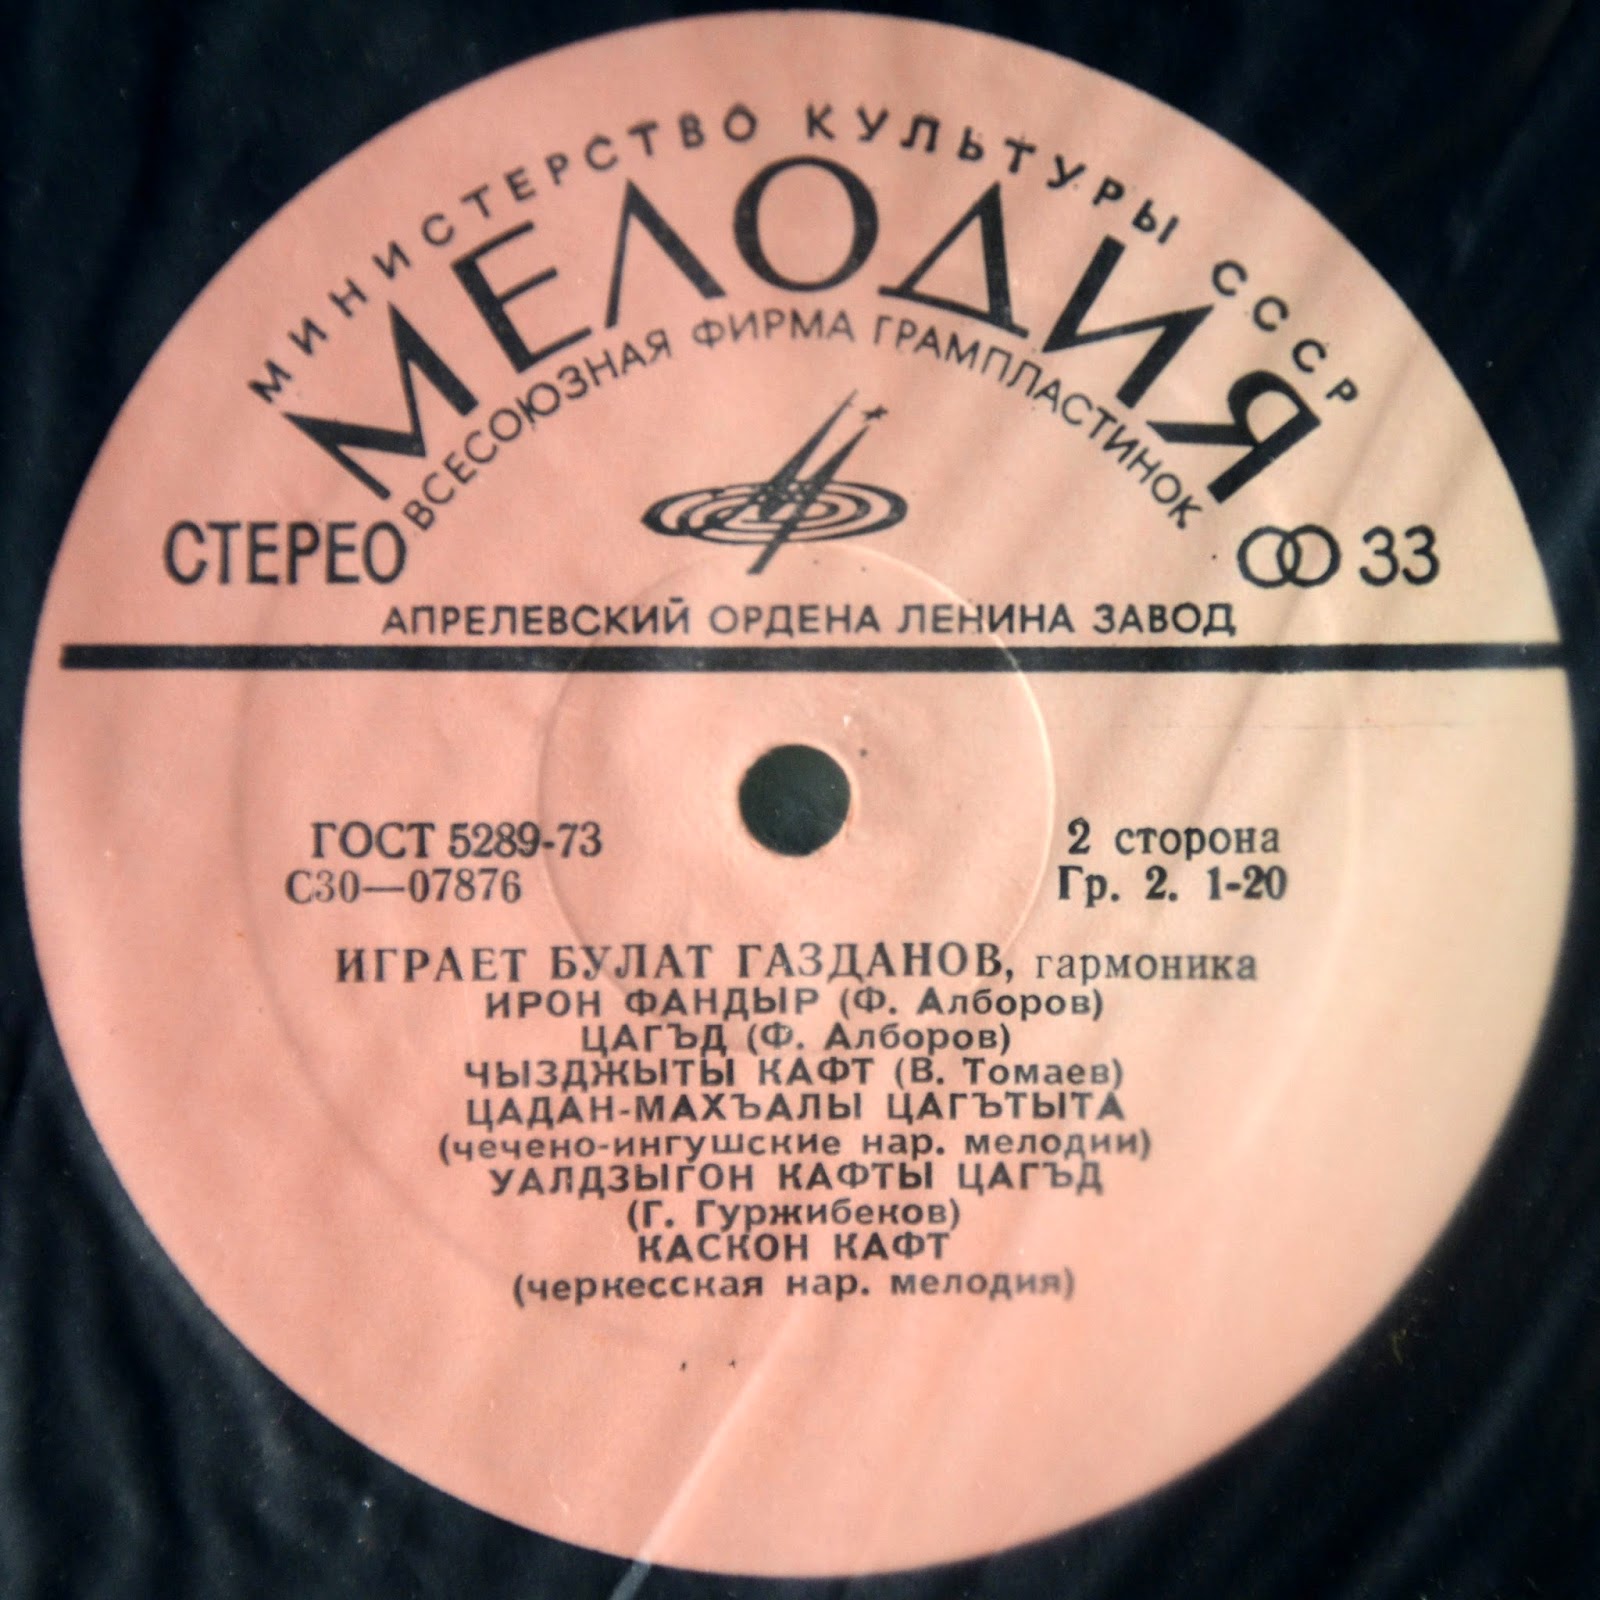 МИНИСТЕРСТВО КУЛЬТУРЫ СССР
МЕЛОДИЯ
ВСЕСОЮЗНАЯ ФИРМА ГРАМПЛАСТИНОК
СТЕРЕО
33
АПРЕЛЕВСКИЙ ОРДЕНА ЛЕНИНА ЗАВОД
ГОСТ 5289-73
2 сторона
С30—07876
Гр. 2. 1-20
ИГРАЕТ БУЛАТ ГАЗДАНОВ, гармоника
ИРОН ФАНДЫР (Ф. Алборов)
ЦАГЪД (Ф. Алборов)
ЧЫЗДЖЫТЫ КАФТ (В. Томаев)
ЦАДАН-МАХЪАЛЫ ЦАГЪТЫТА
(чечено-ингушские нар. мелодии)
УАЛДЗЫГОН КАФТЫ ЦАГЪД
(Г. Гуржибеков)
КАСКОН КАФТ
(черкесская нар. мелодия)